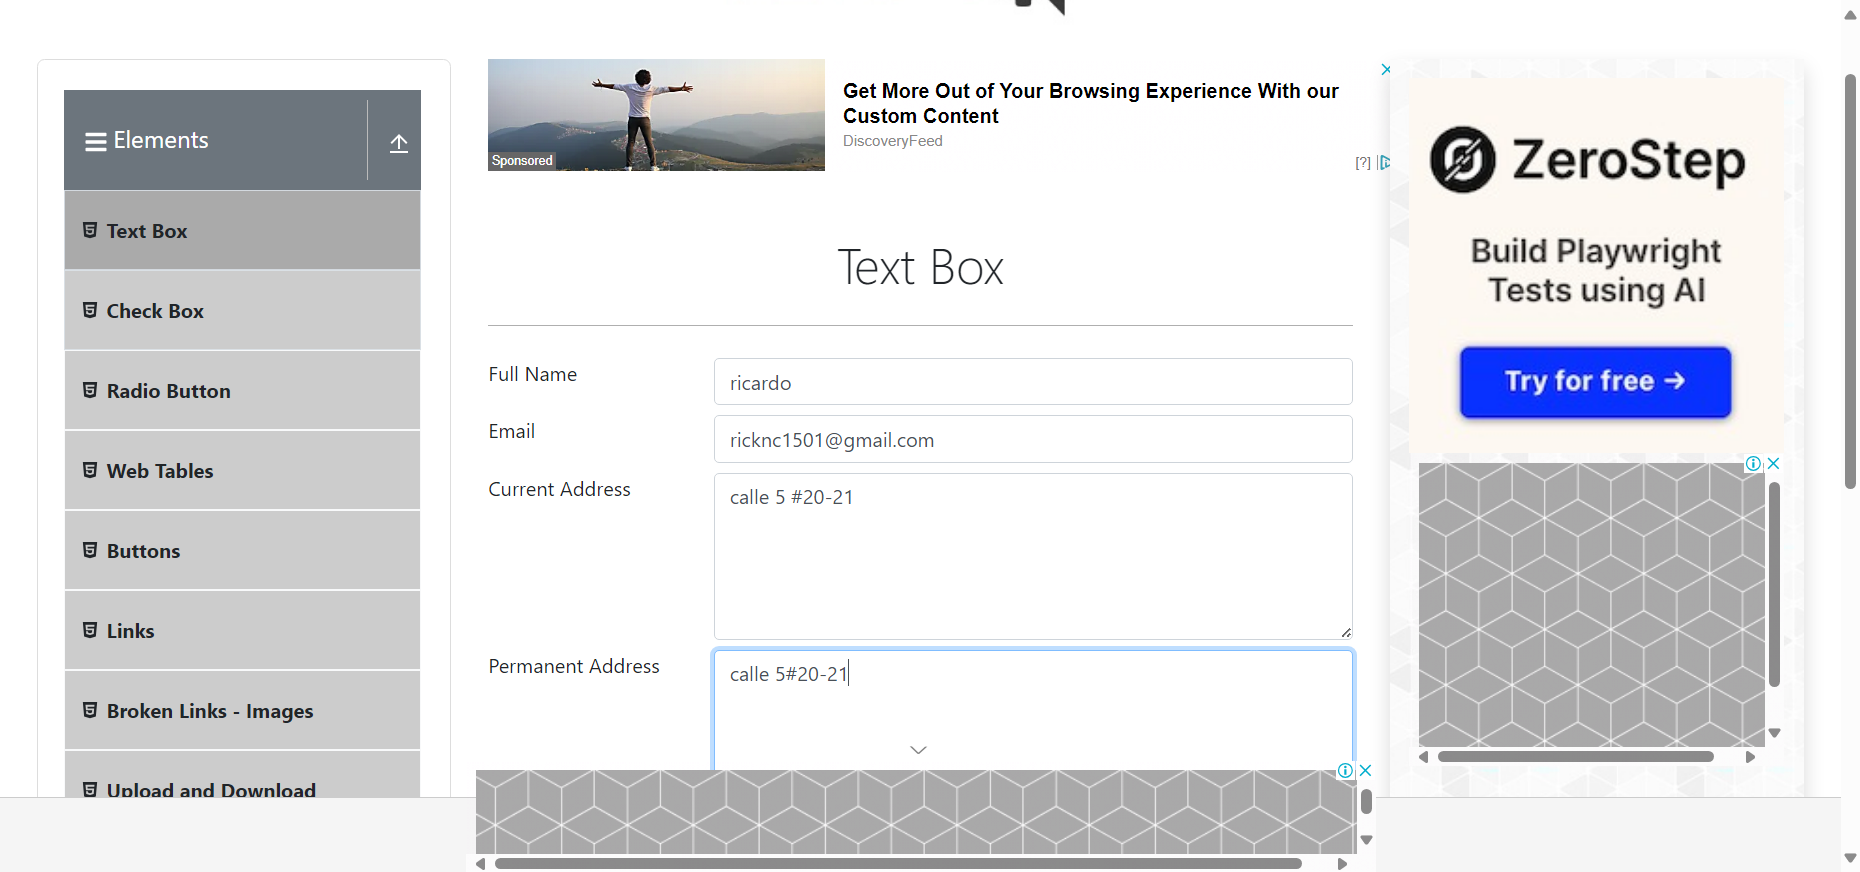 Elements
Text Box
Check Box
Radio Button
Web Tables
Buttons
Links
Broken Links - Images
Upload and Download
Sponsored
Get More Out of Your Browsing Experience With our
Custom Content
DiscoveryFeed
[?]
Text Box
Full Name
ricardo
Email
ricknc1501@gmail.com
Current Address
calle 5 #20-21
Permanent Address
calle 5#20-21
ZeroStep
Build Playwright
Tests using AI
Try for free →